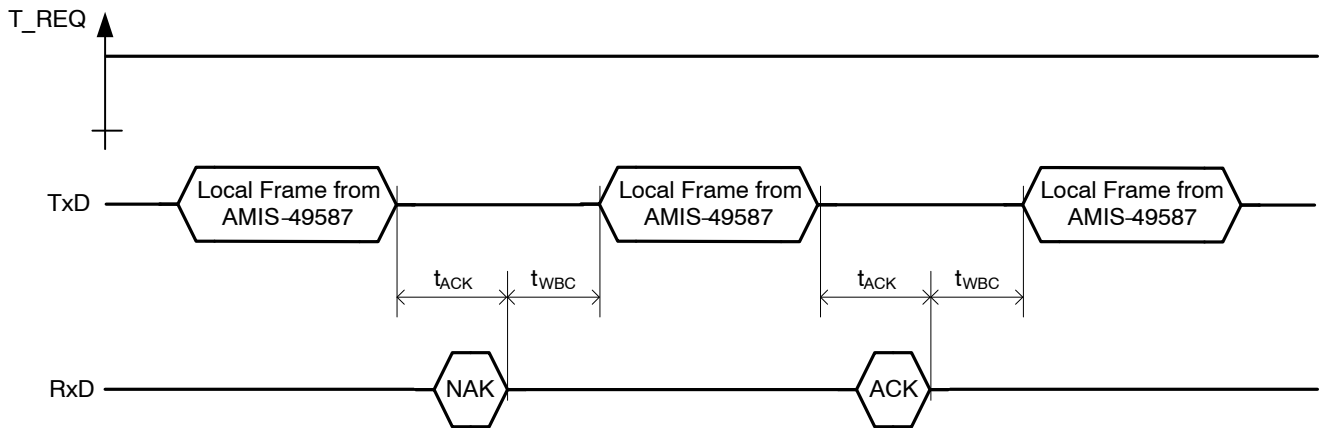 T_REQ
TxD
Local Frame from
AMIS-49587
Local Frame from
AMIS-49587
Local Frame from
AMIS-49587
tACK
tWBC
tACK
tWBC
RxD
NAK
ACK